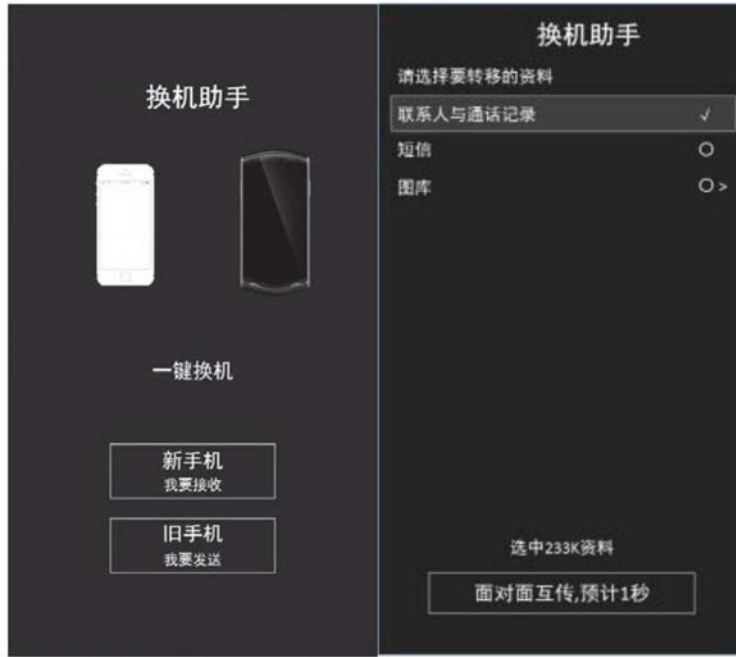 换机助手
一键换机
新手机
我要接收
旧手机
我要发送
换机助手
请选择要转移的资料
联系人与通话记录 √
短信
图库 >
选中233K资料
面对面互传,预计1秒